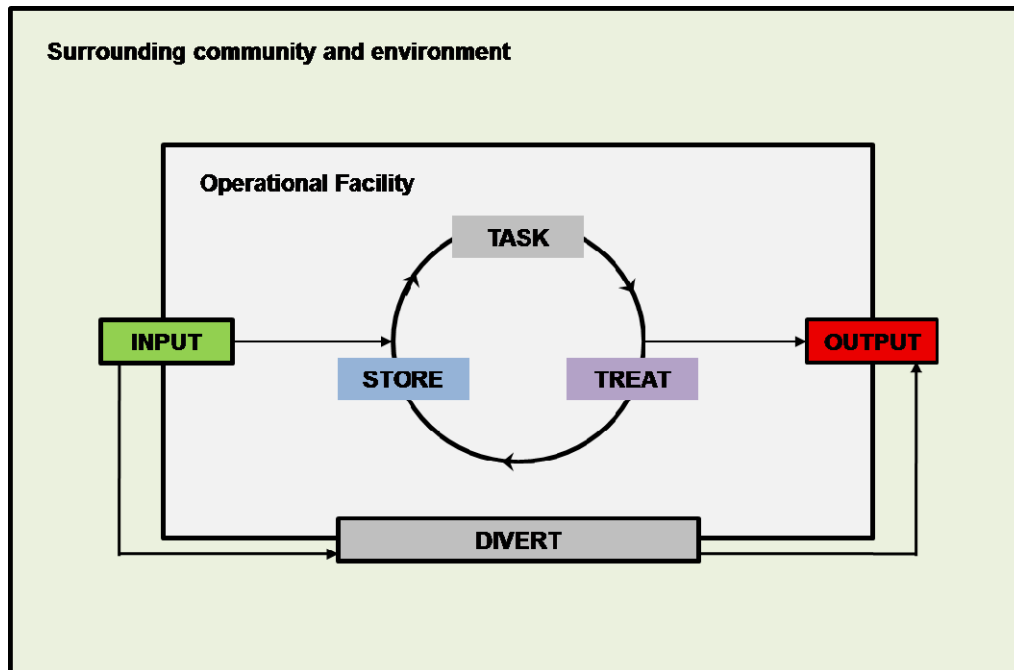 Surrounding community and environment
Operational Facility
TASK
INPUT
OUTPUT
STORE
TREAT
DIVERT